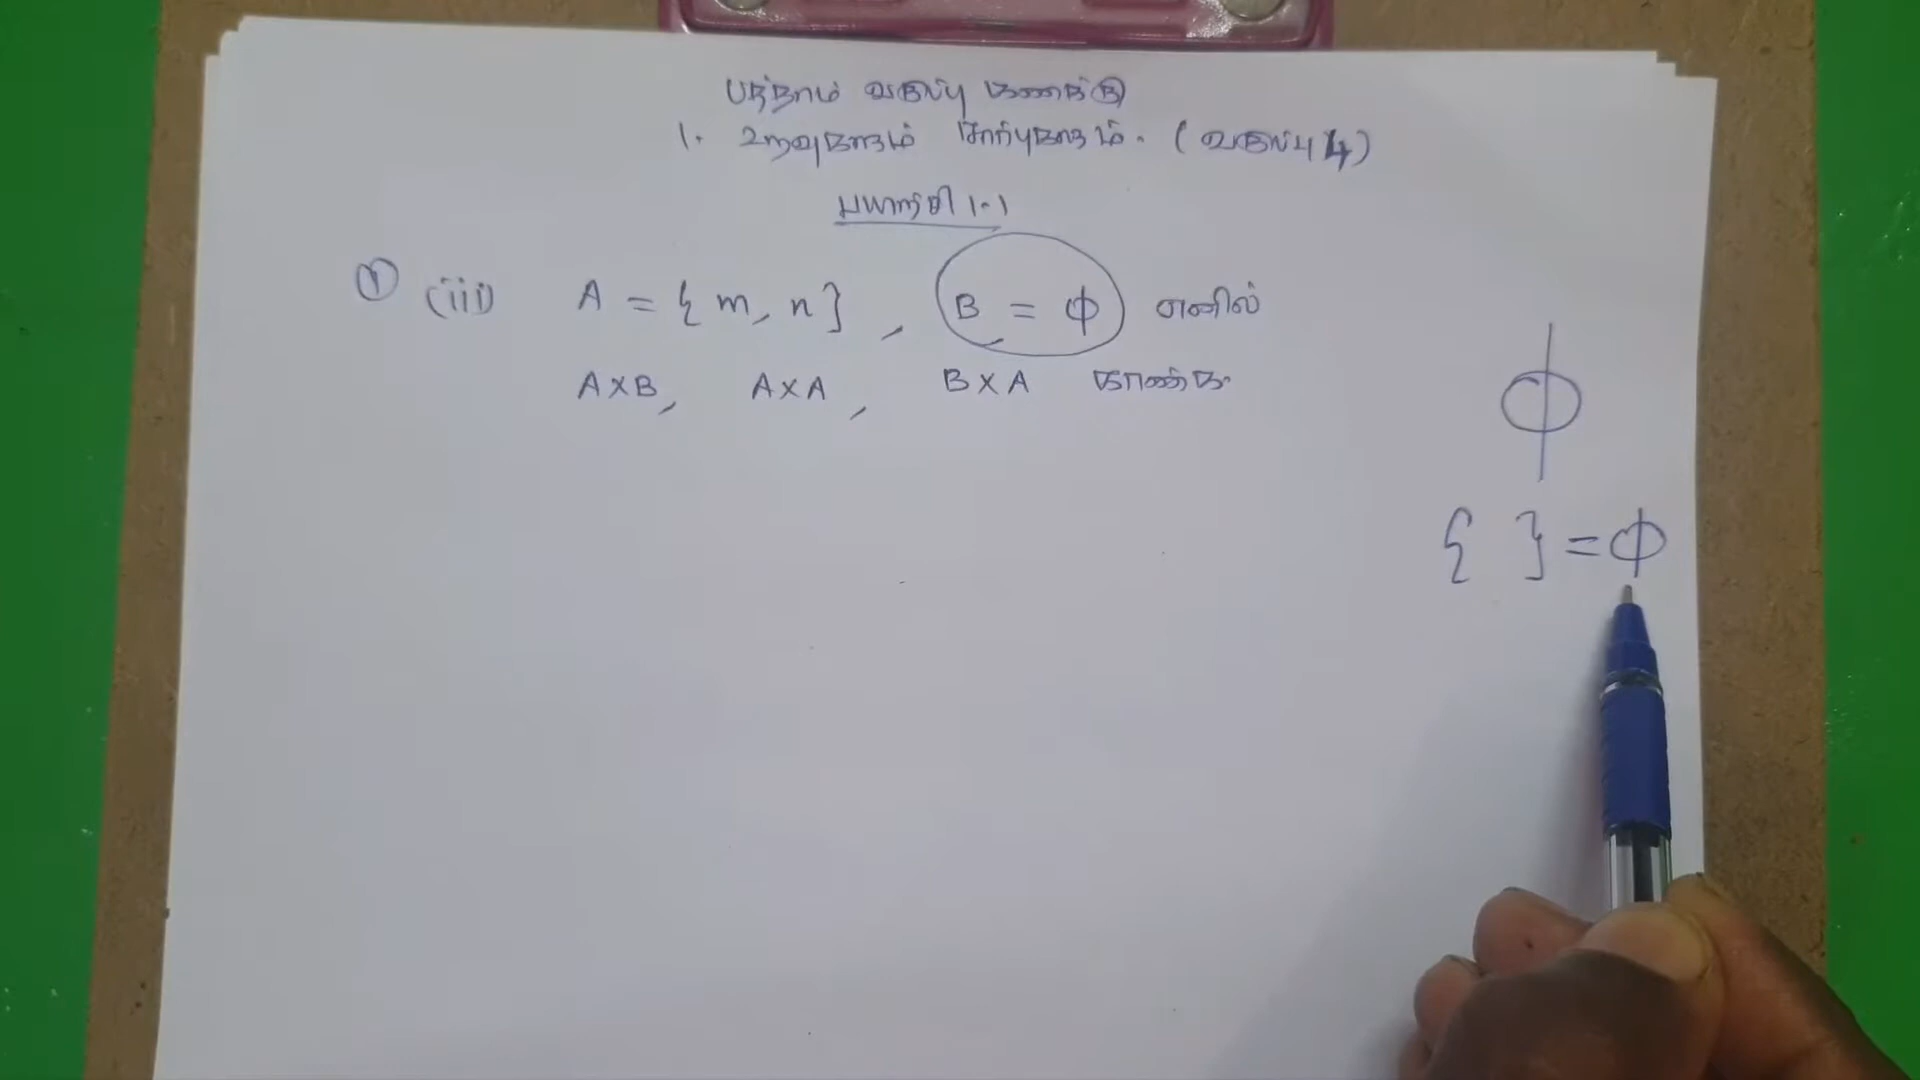 பத்தாம் வகுப்பு கணக்கு
1. உறவுகளும் சார்புகளும். (வகுப்பு 4)
பயிற்சி 1.1
① (iii) A = { m, n } , B = ϕ எனில்
A×B, A×A, B×A காண்க.
ϕ
{ } = ϕ